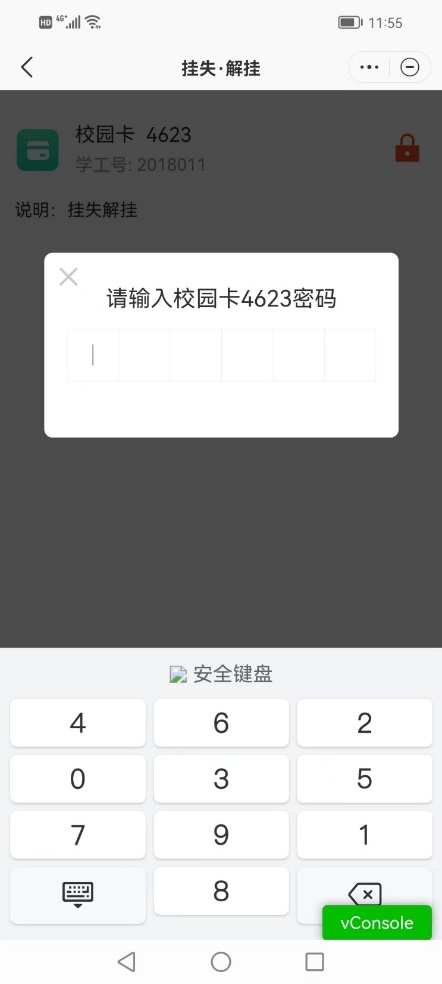 HD 4G 11:55
挂失·解挂
校园卡 4623
学工号: 2018011
说明：挂失解挂
请输入校园卡4623密码
安全键盘
4 6 2
0 3 5
7 9 1
8
vConsole